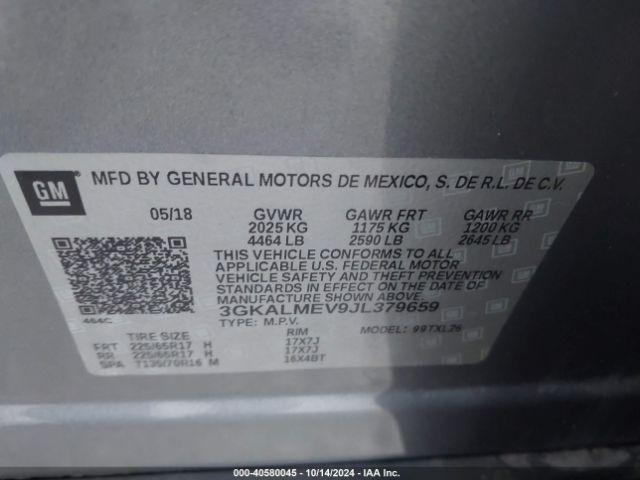 GM
MFD BY GENERAL MOTORS DE MEXICO, S. DE R.L. DE C.V.
05/18 GVWR GAWR FRT GAWR RR
2025 KG 1175 KG 1200 KG
4464 LB 2590 LB 2645 LB
THIS VEHICLE CONFORMS TO ALL
APPLICABLE U.S. FEDERAL MOTOR
VEHICLE SAFETY AND THEFT PREVENTION
STANDARDS IN EFFECT ON THE DATE OF
MANUFACTURE SHOWN ABOVE.
3GKALMEV9JL379659
464C TYPE: M.P.V. MODEL: 99TXL26
TIRE SIZE RIM
FRT 225/65R17 H 17X7J
RR 225/65R17 H 17X7J
SPA T135/70R16 M 16X4BT
000-40580045 - 10/14/2024 - IAA Inc.